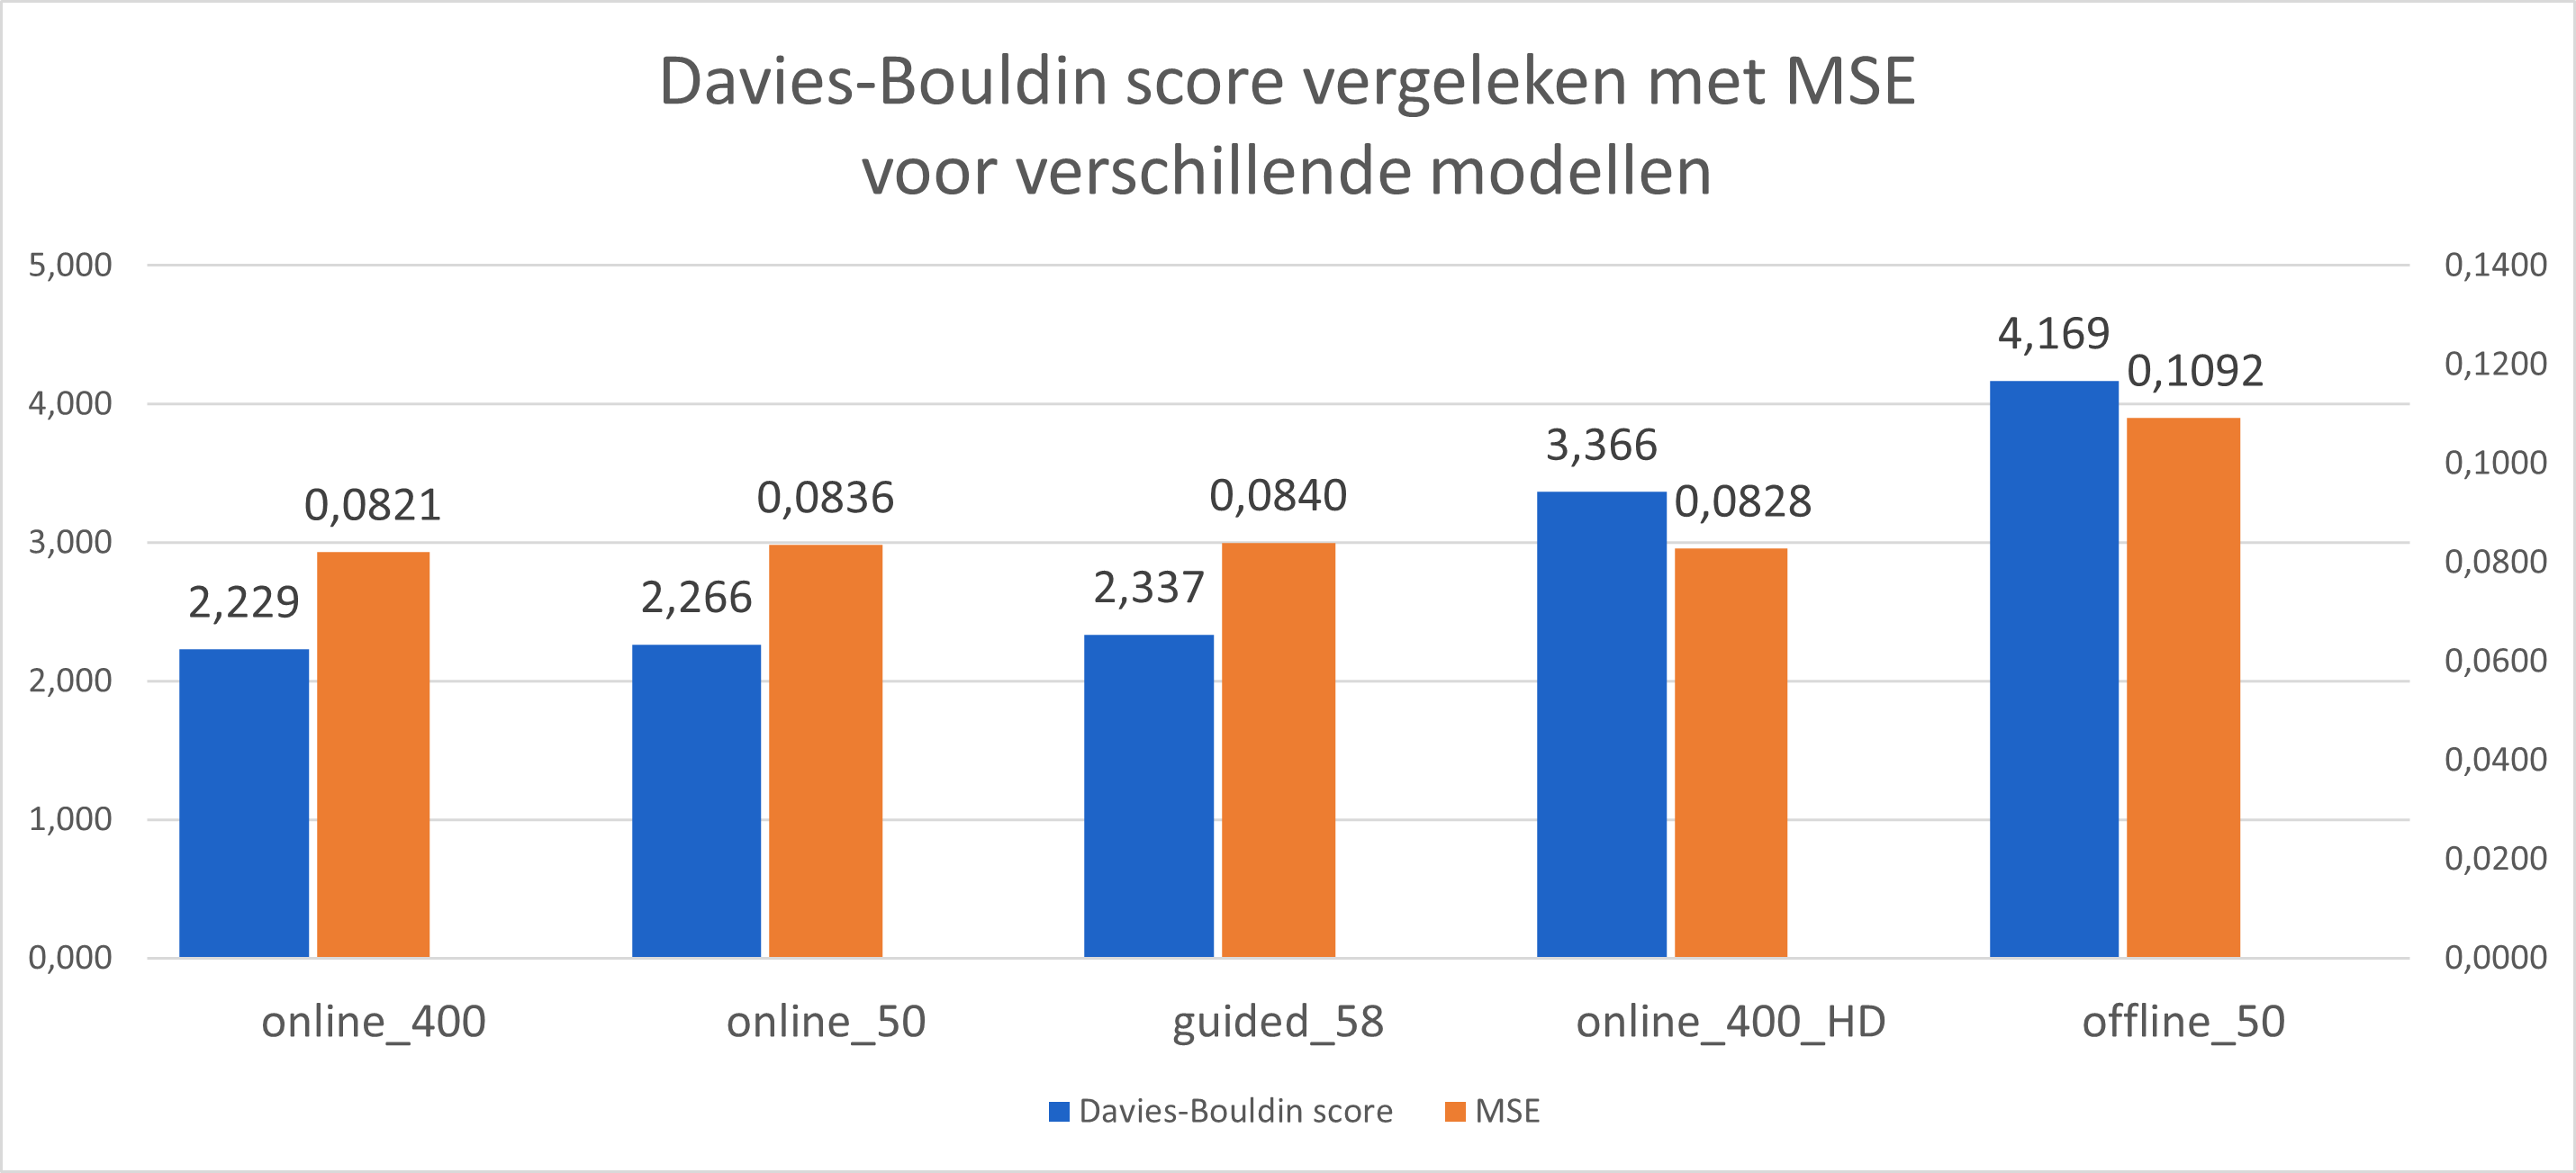 Davies-Bouldin score vergeleken met MSE
voor verschillende modellen
5,000
4,000
3,000
2,000
1,000
0,000
0,1400
0,1200
0,1000
0,0800
0,0600
0,0400
0,0200
0,0000
2,229
0,0821
2,266
0,0836
2,337
0,0840
3,366
0,0828
4,169
0,1092
online_400
online_50
guided_58
online_400_HD
offline_50
Davies-Bouldin score
MSE